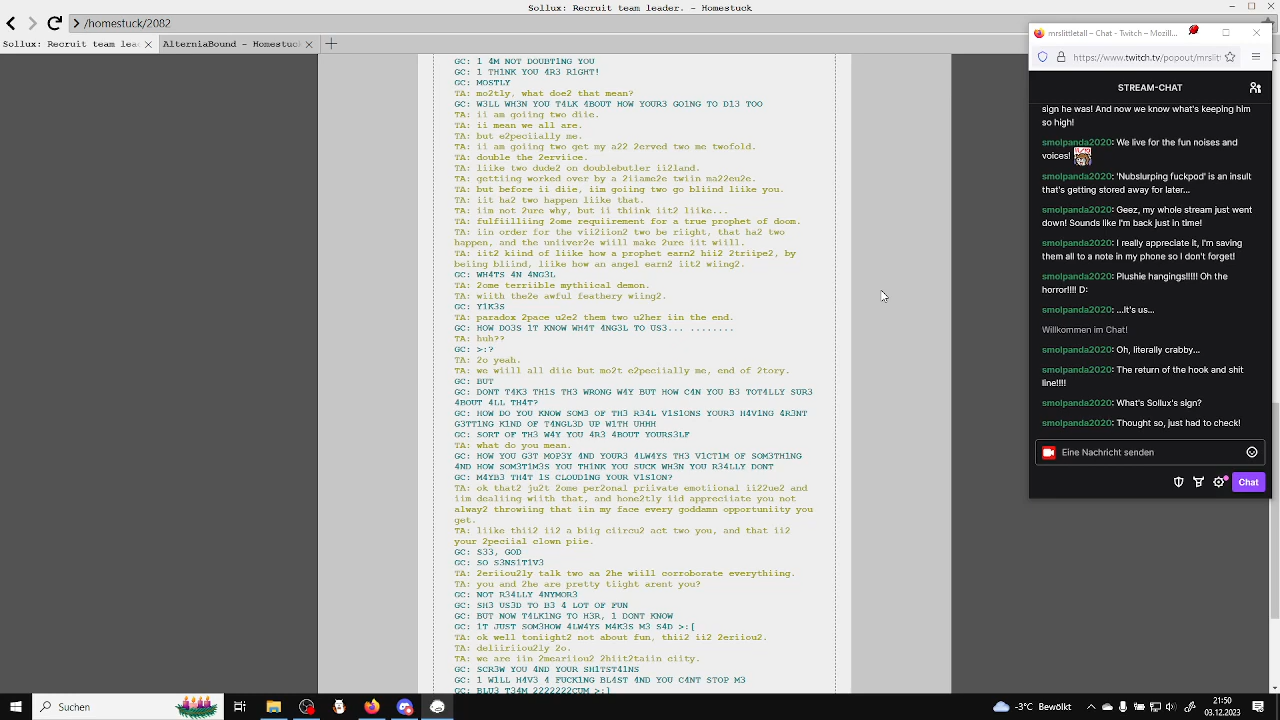 Sollux: Recruit team leader. - Homestuck
/homestuck/2082
Sollux: Recruit team lea
AlterniaBound - Homestuck
GC: 1 4M NOT DOUBT1NG YOU
GC: 1 TH1NK YOU 4R3 R1GHT!
GC: MOSTLY
TA: mo2tly, what doe2 that mean?
GC: W3LL WH3N YOU T4LK 4BOUT HOW YOUR3 GO1NG TO D13 TOO
TA: ii am goiing two diie.
TA: ii mean we all are.
TA: but e2peciially me.
TA: ii am goiing two get my a22 2erved two me twofold.
TA: double the 2erviice.
TA: liike two dude2 on doublebutler ii2land.
TA: gettiing worked over by a 2iiame2e twiin ma22eu2e.
TA: but before ii diie, iim goiing two go bliind liike you.
TA: iit ha2 two happen liike that.
TA: iim not 2ure why, but ii thiink iit2 liike...
TA: fulfiilliing 2ome requiirement for a true prophet of doom.
TA: iin order for the vii2iion2 two be riight, that ha2 two
happen, and the uniiver2e wiill make 2ure iit wiill.
TA: iit2 kiind of liike how a prophet earn2 hii2 2triipe2, by
beiing bliind, liike how an angel earn2 iit2 wiing2.
GC: WH4TS 4N 4NG3L
TA: 2ome terriible mythiical demon.
TA: wiith the2e awful feathery wiing2.
GC: Y1K3S
TA: paradox 2pace u2e2 them two u2her iin the end.
GC: HOW DO3S 1T KNOW WH4T 4NG3L TO US3... ........
TA: huh??
GC: >:?
TA: 2o yeah.
TA: we wiill all diie but mo2t e2peciially me, end of 2tory.
GC: BUT
GC: DONT T4K3 TH1S TH3 WRONG W4Y BUT HOW C4N YOU B3 TOT4LLY SUR3
4BOUT 4LL TH4T?
GC: HOW DO YOU KNOW SOM3 OF TH3 R34L V1S1ONS YOUR3 H4V1NG 4R3NT
G3TT1NG K1ND OF T4NGL3D UP W1TH UHHH
GC: SORT OF TH3 W4Y YOU 4R3 4BOUT YOURS3LF
TA: what do you mean.
GC: HOW YOU G3T MOP3Y 4ND YOUR3 4LW4YS TH3 V1CT1M OF SOM3TH1NG
4ND HOW SOM3T1M3S YOU TH1NK YOU SUCK WH3N YOU R34LLY DONT
GC: M4YB3 TH4T 1S CLOUD1NG YOUR V1S1ON?
TA: ok that2 ju2t 2ome per2onal priivate emotiional ii22ue2 and
iim dealiing wiith that, and hone2tly iid appreciiate you not
alway2 throwiing that iin my face every goddamn opportuniity you
get.
TA: liike thii2 ii2 a biig ciircu2 act two you, and that ii2
your 2peciial clown piie.
GC: S33, GOD
GC: SO S3NS1T1V3
TA: 2eriiou2ly talk two aa 2he wiill corroborate everythiing.
TA: you and 2he are pretty tiight arent you?
GC: NOT R34LLY 4NYMOR3
GC: SH3 US3D TO B3 4 LOT OF FUN
GC: BUT NOW T4LK1NG TO H3R, 1 DONT KNOW
GC: 1T JUST SOM3HOW 4LW4YS M4K3S M3 S4D >:[
TA: ok well toniight2 not about fun, thii2 ii2 2eriiou2.
TA: deliiriiou2ly 2o.
TA: we are iin 2meariiou2 2hiit2taiin ciity.
GC: SCR3W YOU 4ND YOUR SH1TST41NS
GC: 1 W1LL H4V3 4 FUCK1NG BL4ST 4ND YOU C4NT STOP M3
GC: BLU3 T34M 2222222CUM >:]
mrslittletall – Chat - Twitch – Mozill...
https://www.twitch.tv/popout/mrslit
STREAM-CHAT
sign he was! And now we know what's keeping him
so high!
smolpanda2020: We live for the fun noises and
voices!
smolpanda2020: 'Nubslurping fuckpod' is an insult
that's getting stored away for later...
smolpanda2020: Geez, my whole stream just went
down! Sounds like I'm back just in time!
smolpanda2020: I really appreciate it, I'm saving
them all to a note in my phone so I don't forget!
smolpanda2020: Plushie hangings!!!!! Oh the
horror!!!! D:
smolpanda2020: ...It's us...
Willkommen im Chat!
smolpanda2020: Oh, literally crabby...
smolpanda2020: The return of the hook and shit
line!!!!
smolpanda2020: What's Sollux's sign?
smolpanda2020: Thought so, just had to check!
Eine Nachricht senden
Chat
Suchen
-3°C Bewölkt
21:50
03.12.2023